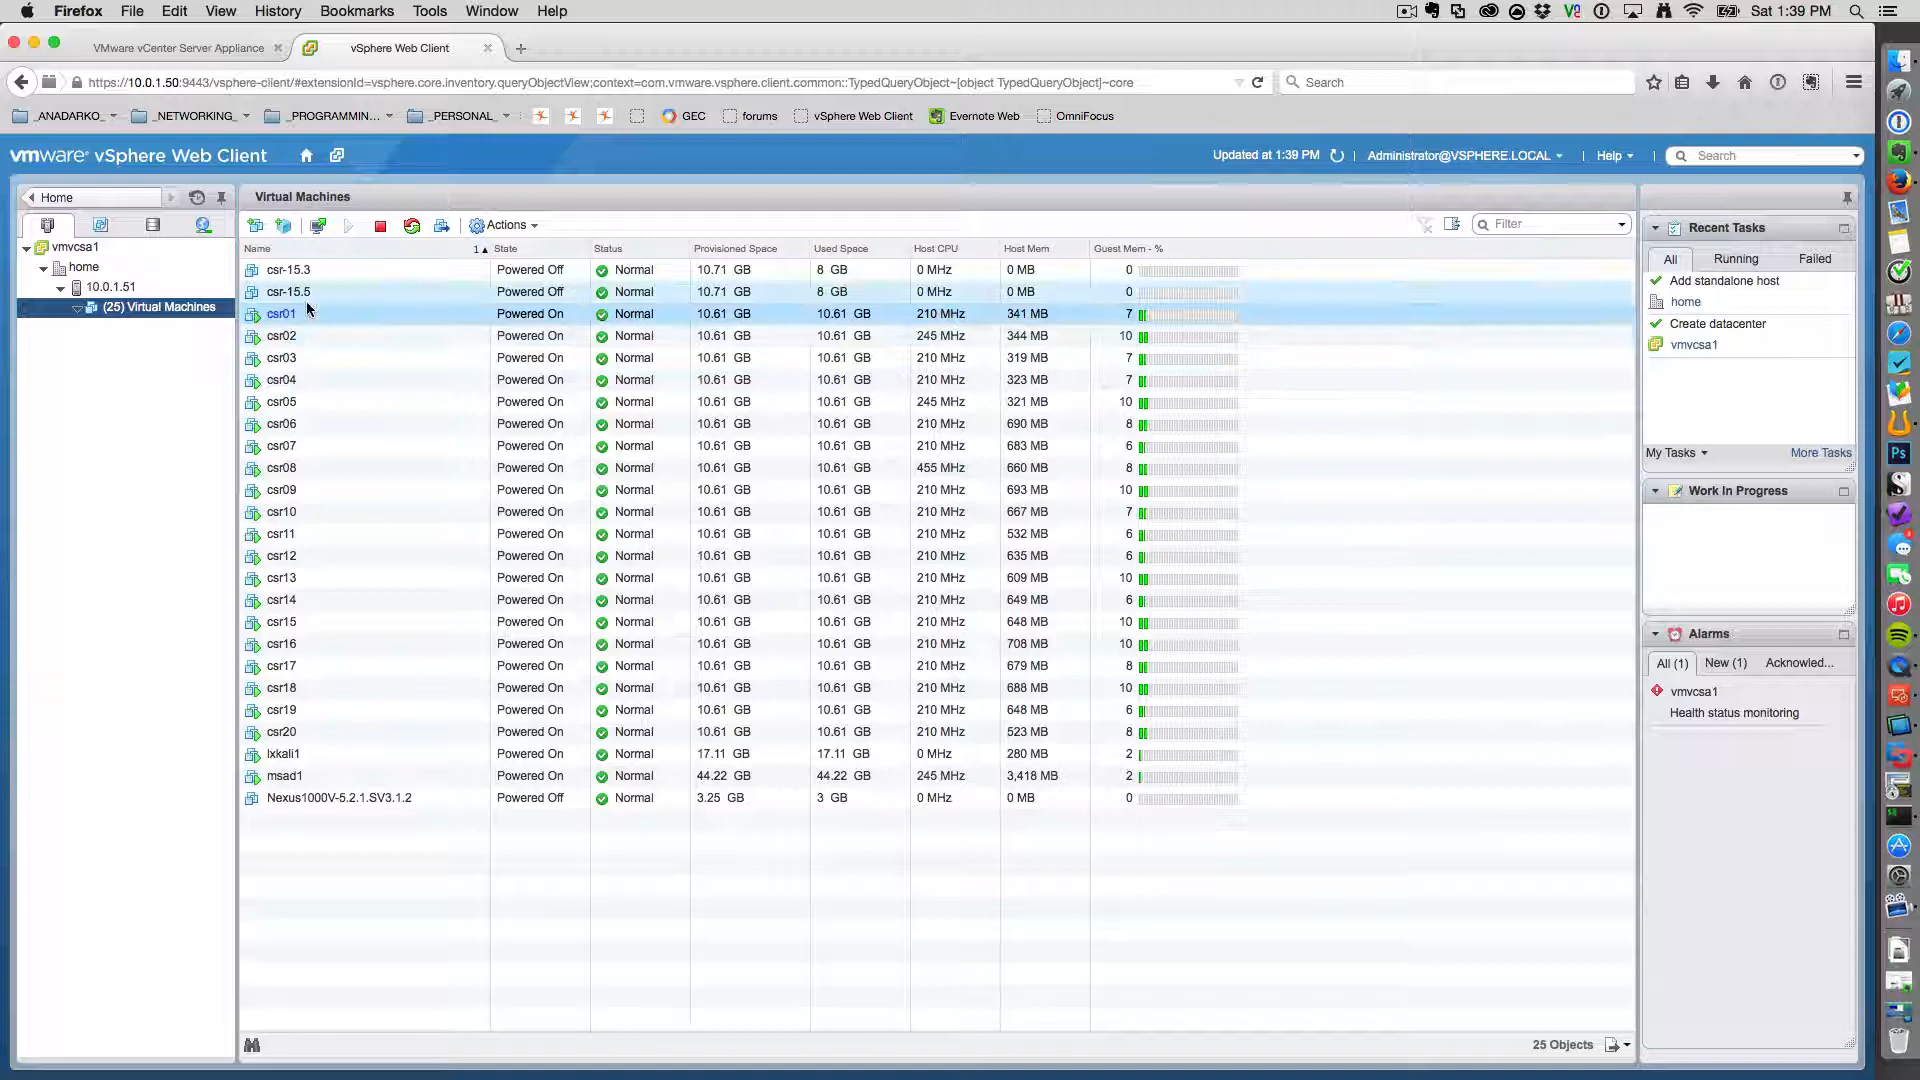 Firefox File Edit View History Bookmarks Tools Window Help Sat 1:39 PM
VMware vCenter Server Appliance vSphere Web Client
https://10.0.1.50:9443/vsphere-client/#extensionId=vsphere.core.inventory.queryObjectView;context=com.vmware.vsphere.client.common::TypedQueryObject~[object TypedQueryObject]~core Search
_ANADARKO_ _NETWORKING_ _PROGRAMMIN... _PERSONAL_ GEC forums vSphere Web Client Evernote Web OmniFocus
vmware® vSphere Web Client Updated at 1:39 PM Administrator@VSPHERE.LOCAL Help Search
Home
vmvcsa1
home
10.0.1.51
(25) Virtual Machines
Virtual Machines
Actions Filter
Name 1 State Status Provisioned Space Used Space Host CPU Host Mem Guest Mem - %
csr-15.3 Powered Off Normal 10.71 GB 8 GB 0 MHz 0 MB 0
csr-15.5 Powered Off Normal 10.71 GB 8 GB 0 MHz 0 MB 0
csr01 Powered On Normal 10.61 GB 10.61 GB 210 MHz 341 MB 7
csr02 Powered On Normal 10.61 GB 10.61 GB 245 MHz 344 MB 10
csr03 Powered On Normal 10.61 GB 10.61 GB 210 MHz 319 MB 7
csr04 Powered On Normal 10.61 GB 10.61 GB 210 MHz 323 MB 7
csr05 Powered On Normal 10.61 GB 10.61 GB 245 MHz 321 MB 10
csr06 Powered On Normal 10.61 GB 10.61 GB 210 MHz 690 MB 8
csr07 Powered On Normal 10.61 GB 10.61 GB 210 MHz 683 MB 6
csr08 Powered On Normal 10.61 GB 10.61 GB 455 MHz 660 MB 8
csr09 Powered On Normal 10.61 GB 10.61 GB 210 MHz 693 MB 10
csr10 Powered On Normal 10.61 GB 10.61 GB 210 MHz 667 MB 7
csr11 Powered On Normal 10.61 GB 10.61 GB 210 MHz 532 MB 6
csr12 Powered On Normal 10.61 GB 10.61 GB 210 MHz 635 MB 6
csr13 Powered On Normal 10.61 GB 10.61 GB 210 MHz 609 MB 10
csr14 Powered On Normal 10.61 GB 10.61 GB 210 MHz 649 MB 6
csr15 Powered On Normal 10.61 GB 10.61 GB 210 MHz 648 MB 10
csr16 Powered On Normal 10.61 GB 10.61 GB 210 MHz 708 MB 10
csr17 Powered On Normal 10.61 GB 10.61 GB 210 MHz 679 MB 8
csr18 Powered On Normal 10.61 GB 10.61 GB 210 MHz 688 MB 10
csr19 Powered On Normal 10.61 GB 10.61 GB 210 MHz 648 MB 6
csr20 Powered On Normal 10.61 GB 10.61 GB 210 MHz 523 MB 8
lxkali1 Powered On Normal 17.11 GB 17.11 GB 0 MHz 280 MB 2
msad1 Powered On Normal 44.22 GB 44.22 GB 245 MHz 3,418 MB 2
Nexus1000V-5.2.1.SV3.1.2 Powered Off Normal 3.25 GB 3 GB 0 MHz 0 MB 0
25 Objects
Recent Tasks
All Running Failed
Add standalone host
home
Create datacenter
vmvcsa1
My Tasks More Tasks
Work In Progress
Alarms
All (1) New (1) Acknowled...
vmvcsa1
Health status monitoring
Ps